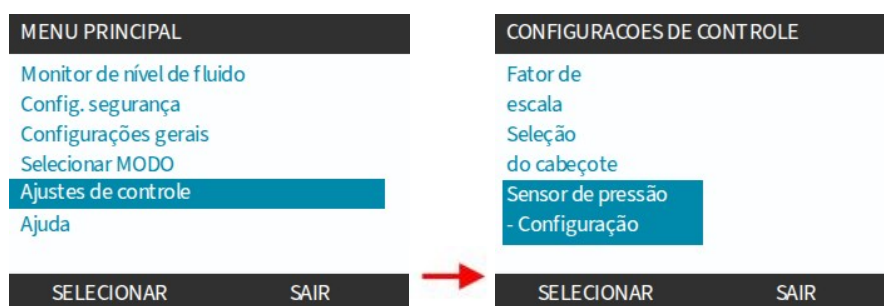 MENU PRINCIPAL
Monitor de nível de fluido
Config. segurança
Configurações gerais
Selecionar MODO
Ajustes de controle
Ajuda
SELECIONAR SAIR
CONFIGURACOES DE CONTROLE
Fator de
escala
Seleção
do cabeçote
Sensor de pressão
- Configuração
SELECIONAR SAIR